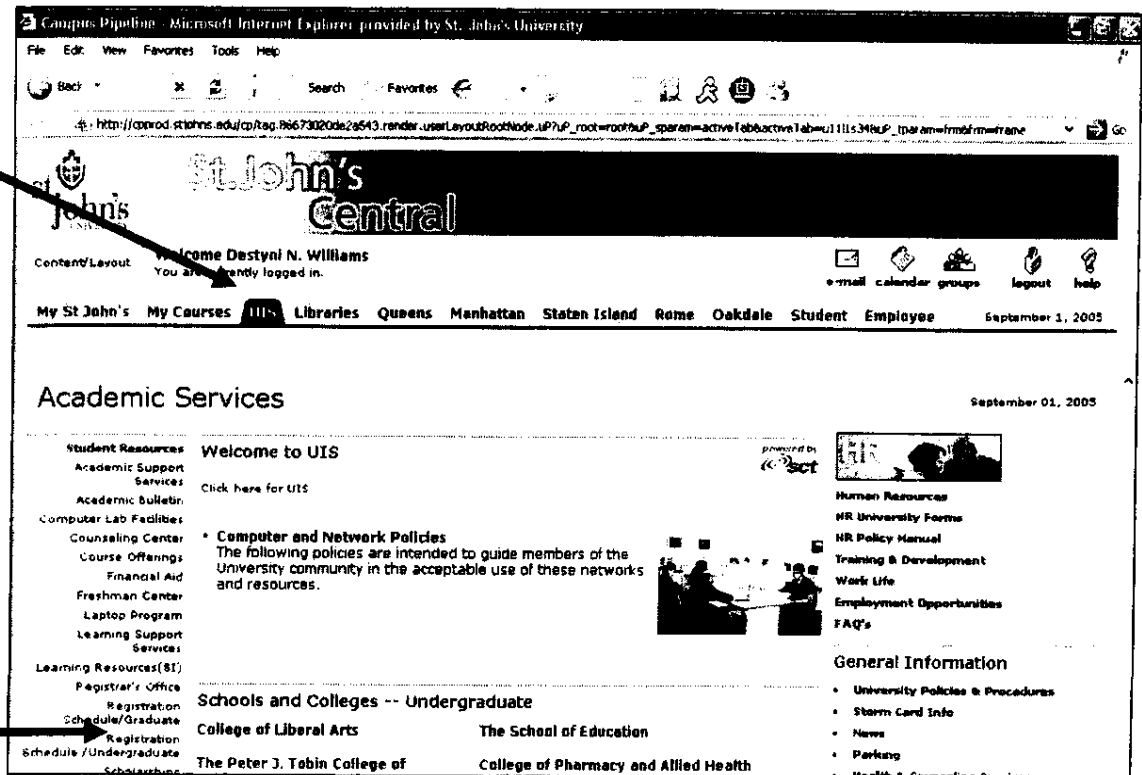 Campus Pipeline - Microsoft Internet Explorer provided by St. John's University
File Edit View Favorites Tools Help
Back Search Favorites
Go
St. John's
St. John's
Central
Content/Layout Welcome Destyni N. Williams
You are currently logged in.
e-mail calendar groups logout help
My St John's My Courses UIS Libraries Queens Manhattan Staten Island Rome Oakdale Student Employee September 1, 2005
Academic Services
September 01, 2005
Student Resources
Academic Support
Services
Academic Bulletin
Computer Lab Facilities
Counseling Center
Course Offerings
Financial Aid
Freshman Center
Laptop Program
Learning Support
Services
Learning Resources(SI)
Registrar's Office
Registration
Schedule/Graduate
Registration
Schedule /Undergraduate
Scholarships
Welcome to UIS
powered by
sct
Click here for UIS
• Computer and Network Policies
The following policies are intended to guide members of the
University community in the acceptable use of these networks
and resources.
Schools and Colleges -- Undergraduate
College of Liberal Arts The School of Education
The Peter J. Tobin College of College of Pharmacy and Allied Health
HR
Human Resources
HR University Forms
HR Policy Manual
Training & Development
Work Life
Employment Opportunities
FAQ's
General Information
• University Policies & Procedures
• Storm Card Info
• News
• Parking
• Health & Counseling Services